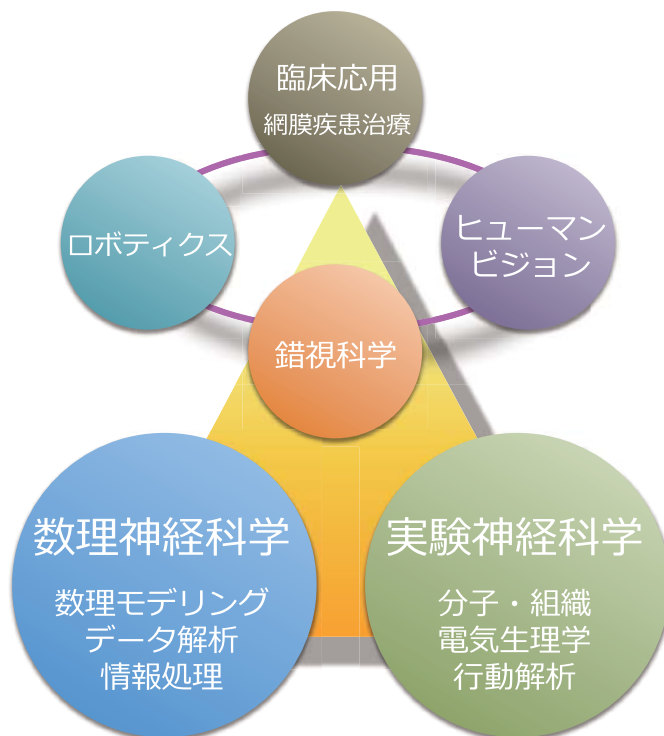 臨床応用
網膜疾患治療
ロボティクス
ヒューマン
ビジョン
錯視科学
数理神経科学
数理モデリング
データ解析
情報処理
実験神経科学
分子・組織
電気生理学
行動解析